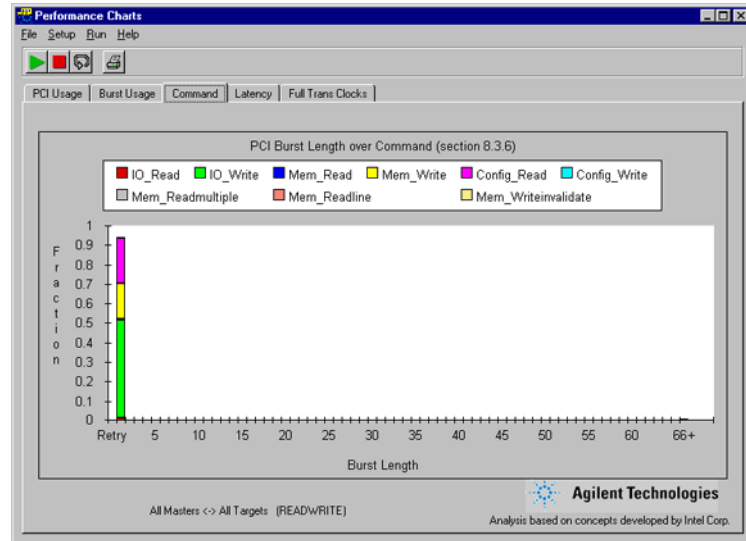 Performance Charts
File Setup Run Help
PCI Usage Burst Usage Command Latency Full Trans Clocks
PCI Burst Length over Command (section 8.3.6)
IO_Read IO_Write Mem_Read Mem_Write Config_Read Config_Write
Mem_Readmultiple Mem_Readline Mem_Writeinvalidate
Fraction
1
0.9
0.8
0.7
0.6
0.5
0.4
0.3
0.2
0.1
0
Retry 5 10 15 20 25 30 35 40 45 50 55 60 66+
Burst Length
Agilent Technologies
All Masters <-> All Targets (READWRITE)
Analysis based on concepts developed by Intel Corp.